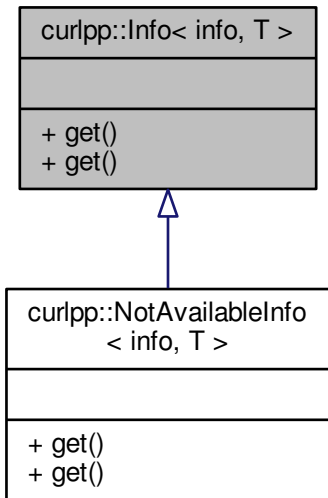 curlpp::Info< info, T >
+ get()
+ get()
curlpp::NotAvailableInfo
< info, T >
+ get()
+ get()